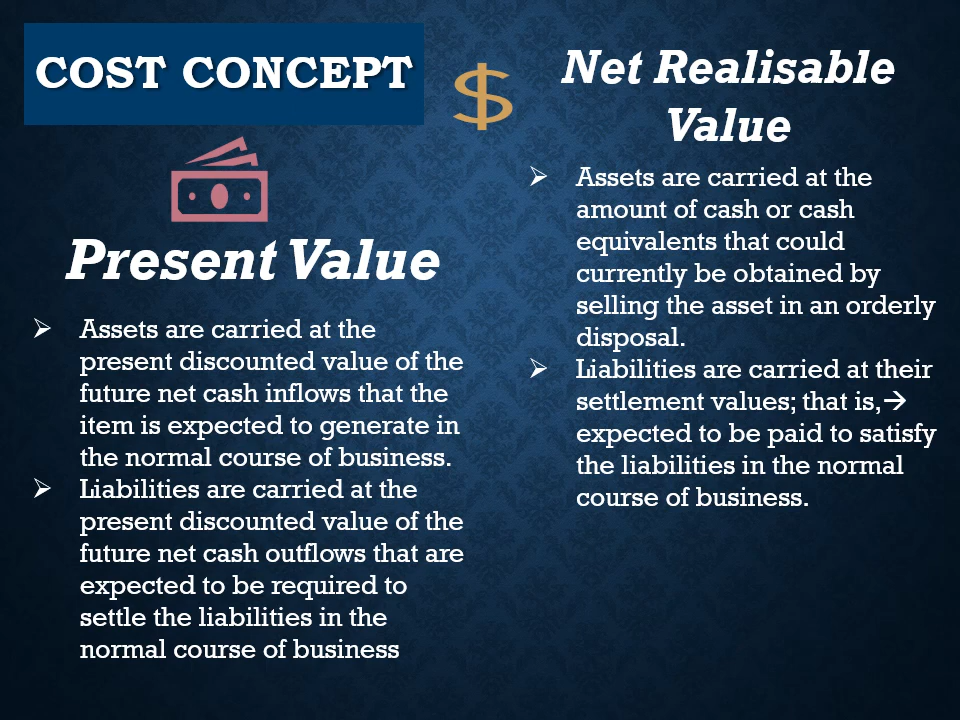 COST CONCEPT
Present Value
➢ Assets are carried at the
present discounted value of the
future net cash inflows that the
item is expected to generate in
the normal course of business.
➢ Liabilities are carried at the
present discounted value of the
future net cash outflows that are
expected to be required to
settle the liabilities in the
normal course of business
$
Net Realisable
Value
➢ Assets are carried at the
amount of cash or cash
equivalents that could
currently be obtained by
selling the asset in an orderly
disposal.
➢ Liabilities are carried at their
settlement values; that is,→
expected to be paid to satisfy
the liabilities in the normal
course of business.